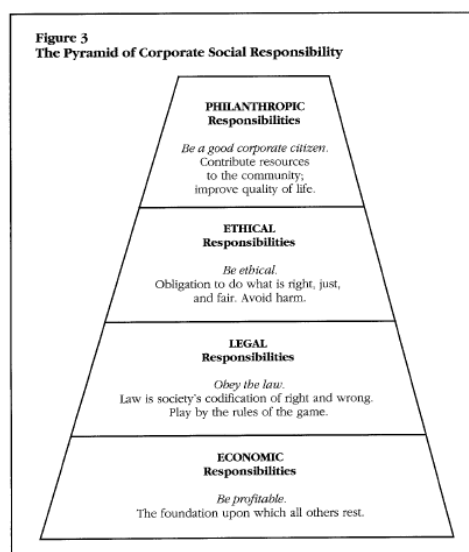 Figure 3
The Pyramid of Corporate Social Responsibility
PHILANTHROPIC
Responsibilities
Be a good corporate citizen.
Contribute resources
to the community;
improve quality of life.
ETHICAL
Responsibilities
Be ethical.
Obligation to do what is right, just,
and fair. Avoid harm.
LEGAL
Responsibilities
Obey the law.
Law is society's codification of right and wrong.
Play by the rules of the game.
ECONOMIC
Responsibilities
Be profitable.
The foundation upon which all others rest.